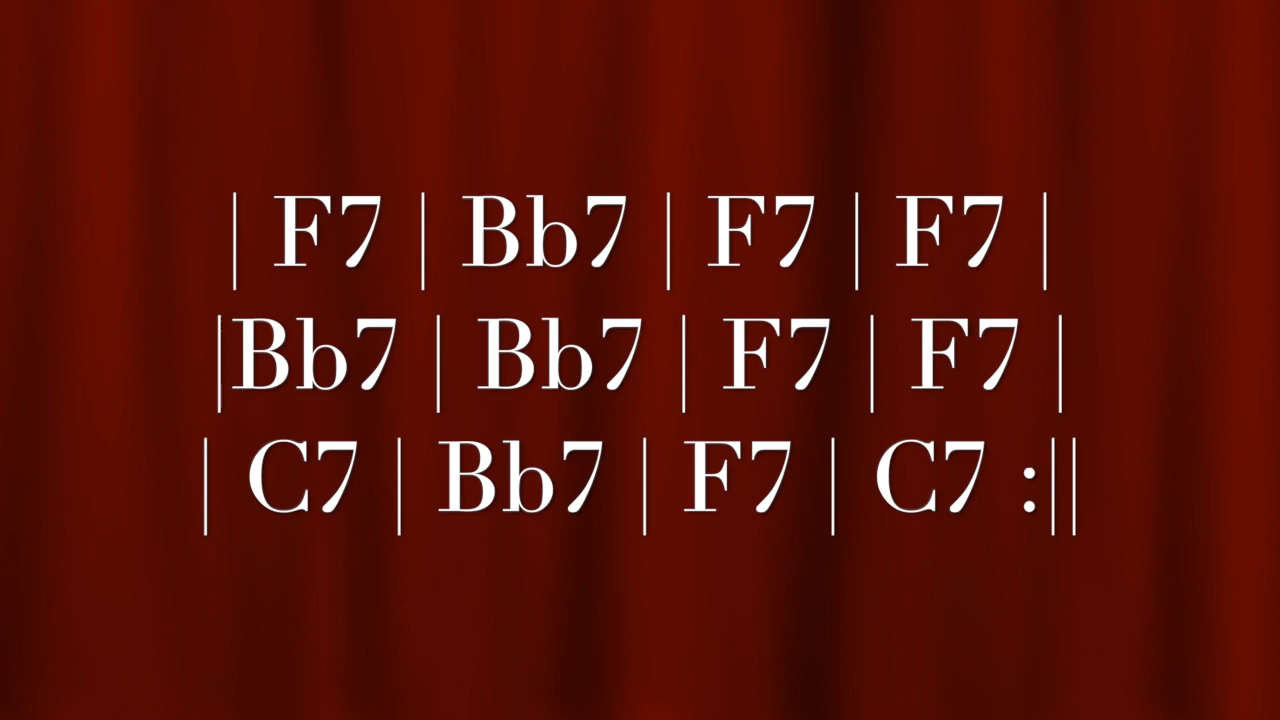 | F7 | Bb7 | F7 | F7 |
|Bb7 | Bb7 | F7 | F7 |
| C7 | Bb7 | F7 | C7 :||